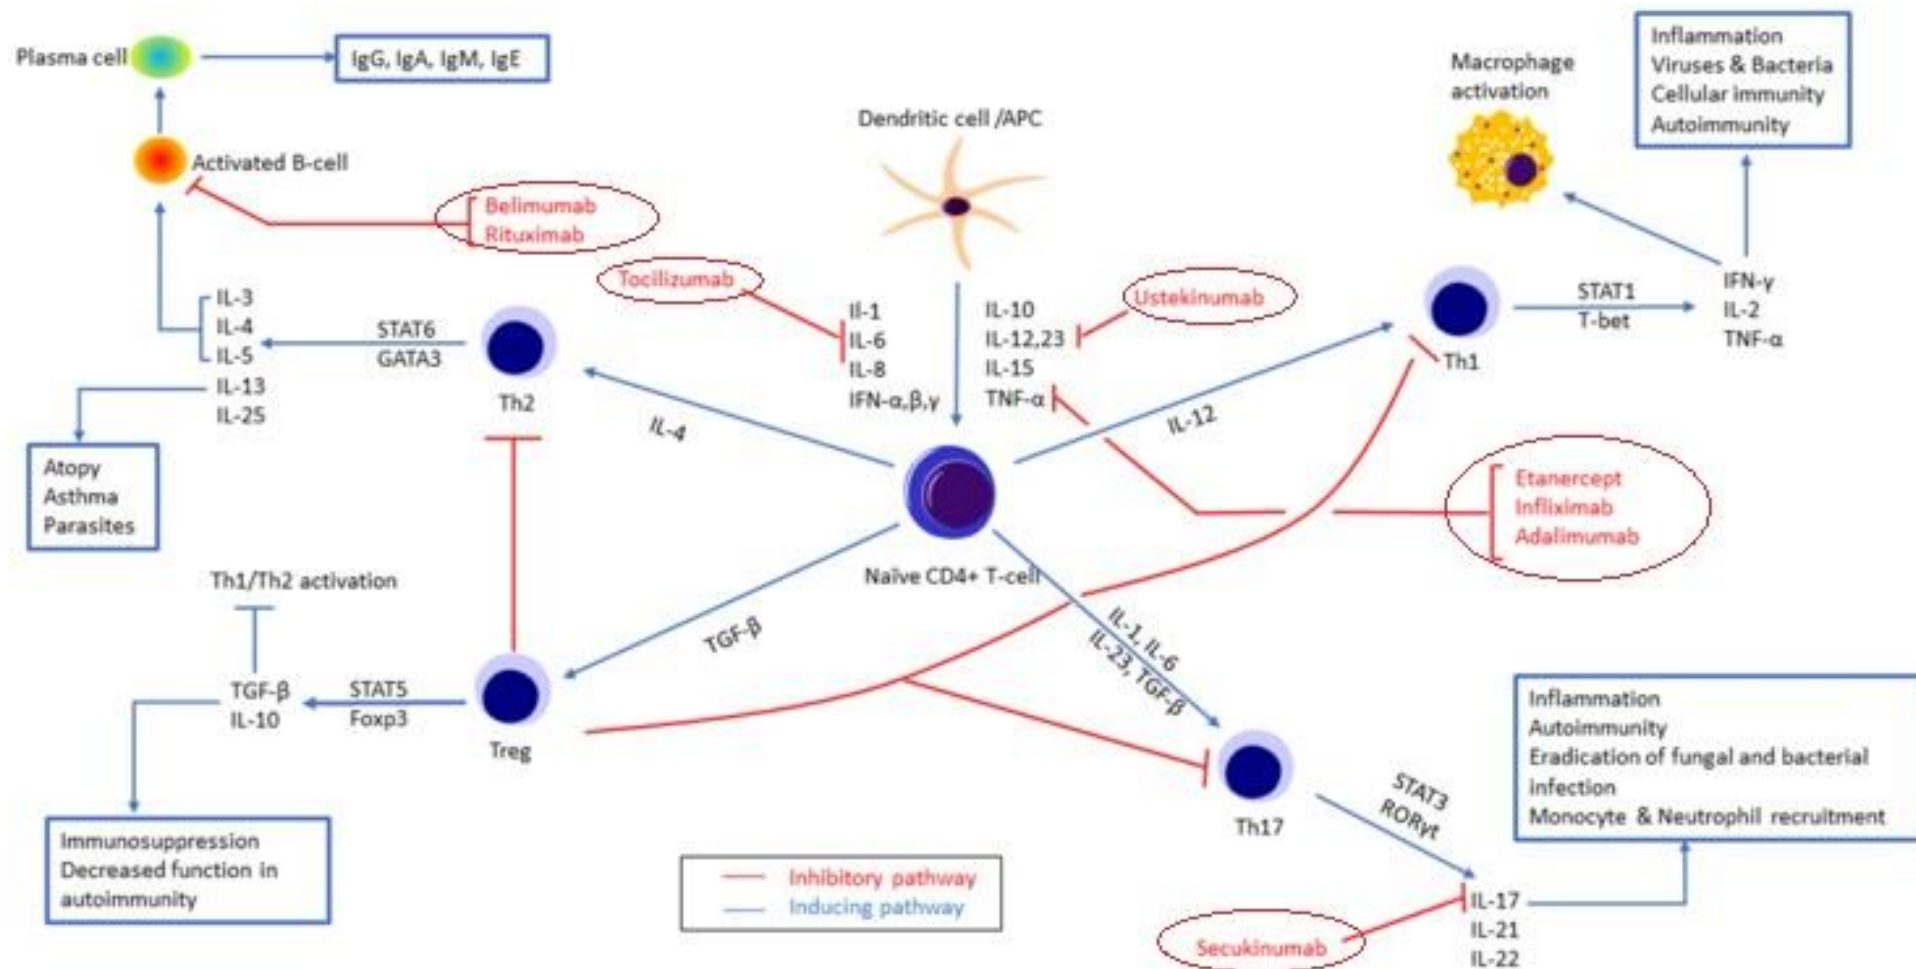 Plasma cell
IgG, IgA, IgM, IgE
Activated B-cell
Belimumab
Rituximab
Dendritic cell /APC
Macrophage
activation
Inflammation
Viruses & Bacteria
Cellular immunity
Autoimmunity
Tocilizumab
Ustekinumab
IL-3
IL-4
IL-5
IL-13
IL-25
STAT6
GATA3
Th2
Il-1
IL-6
IL-8
IFN-α,β,γ
IL-10
IL-12,23
IL-15
TNF-α
Th1
STAT1
T-bet
IFN-γ
IL-2
TNF-α
IL-4
IL-12
Atopy
Asthma
Parasites
Etanercept
Infliximab
Adalimumab
Naïve CD4+ T-cell
Th1/Th2 activation
TGF-β
IL-1, IL-6
IL-23, TGF-β
TGF-β
IL-10
STAT5
Foxp3
Treg
Th17
STAT3
RORγt
Inflammation
Autoimmunity
Eradication of fungal and bacterial
infection
Monocyte & Neutrophil recruitment
Immunosuppression
Decreased function in
autoimmunity
Inhibitory pathway
Inducing pathway
Secukinumab
IL-17
IL-21
IL-22